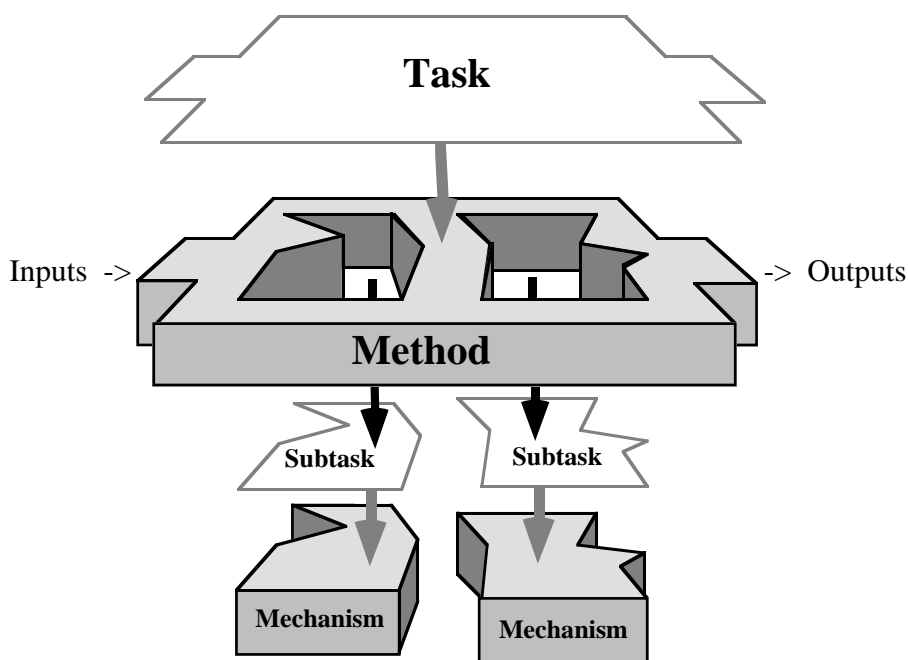 Task
Inputs -> -> Outputs
Method
Subtask Subtask
Mechanism Mechanism